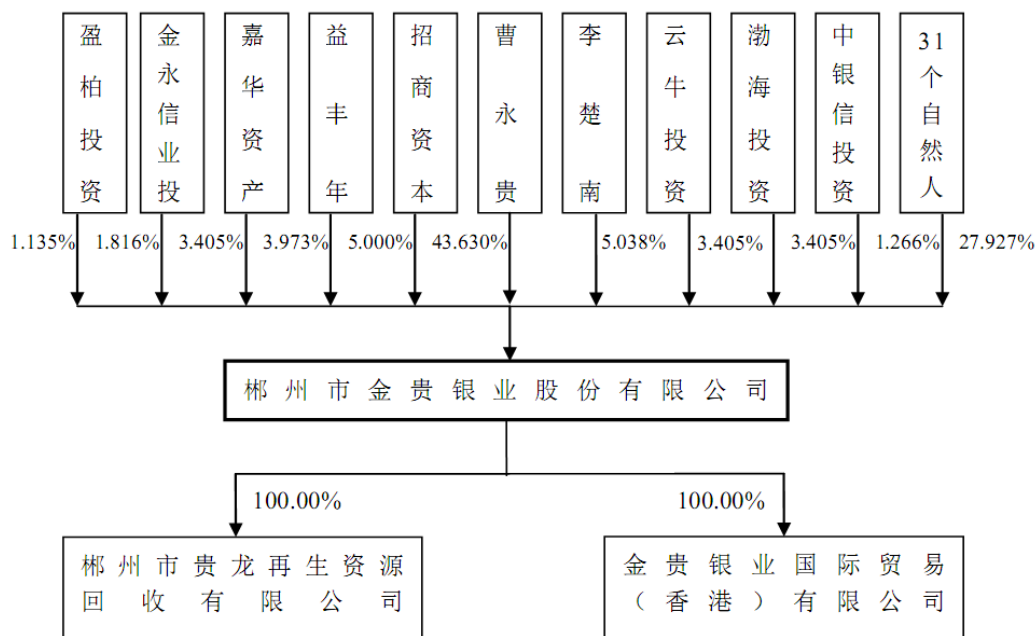 盈柏投资
金永信业投
嘉华资产
益丰年
招商资本
曹永贵
李楚南
云牛投资
渤海投资
中银信投资
31个自然人
1.135%
1.816%
3.405%
3.973%
5.000%
43.630%
5.038%
3.405%
3.405%
1.266%
27.927%
郴州市金贵银业股份有限公司
100.00%
100.00%
郴州市贵龙再生资源
回收有限公司
金贵银业国际贸易
（香港）有限公司